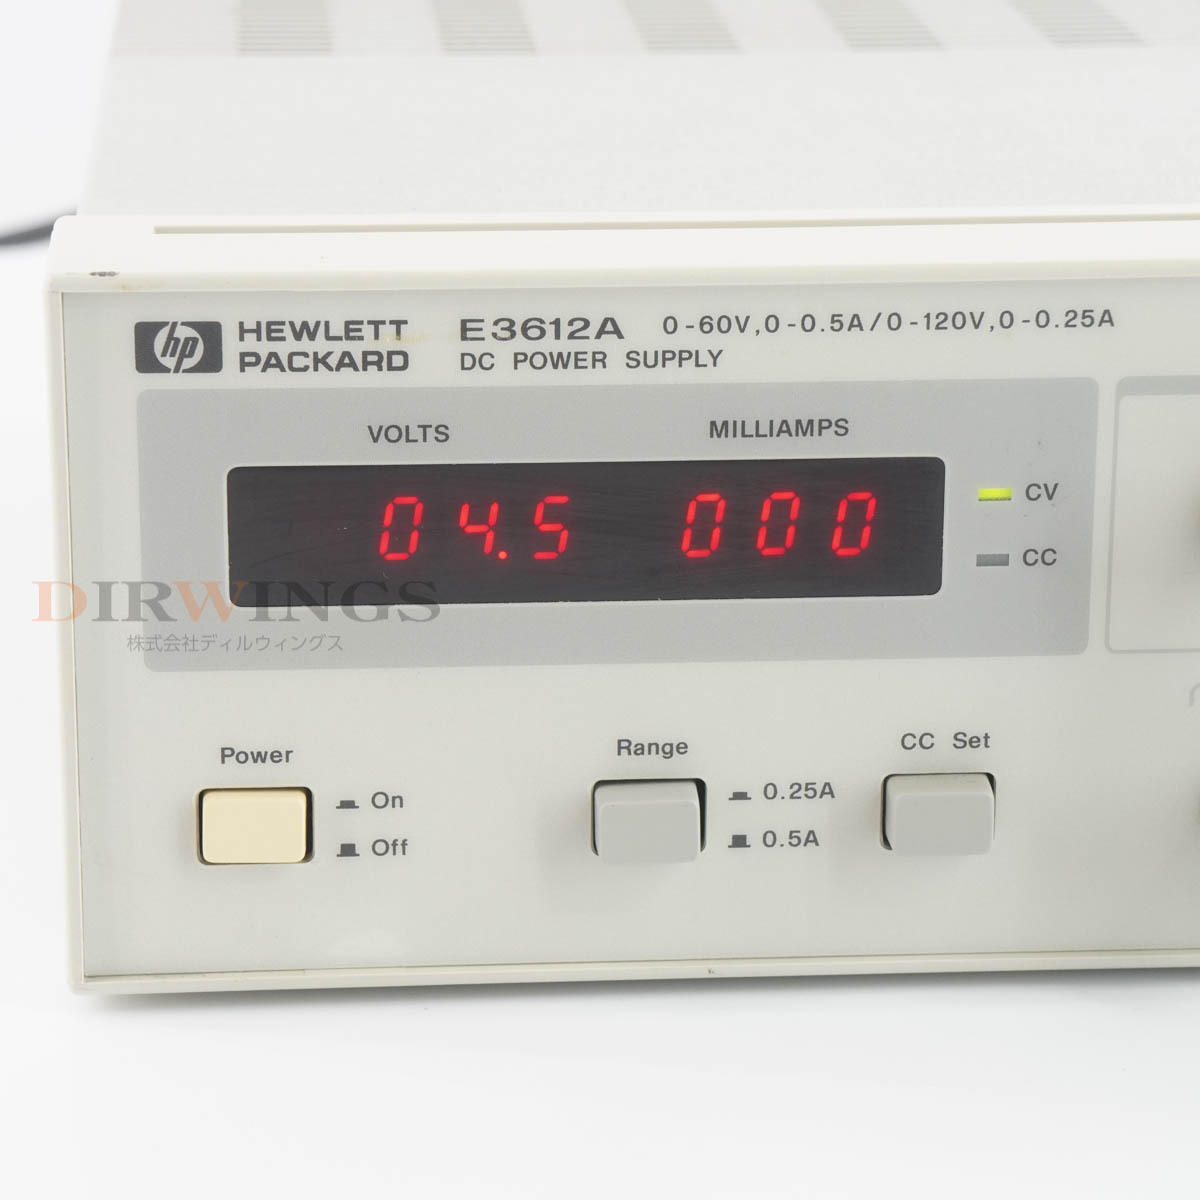 hp HEWLETT PACKARD
E3612A 0-60V,0-0.5A/0-120V,0-0.25A
DC POWER SUPPLY
VOLTS MILLIAMPS
04.5 000
CV
CC
DIRWINGS
株式会社ディルウィングス
Power
On
Off
Range
0.25A
0.5A
CC Set